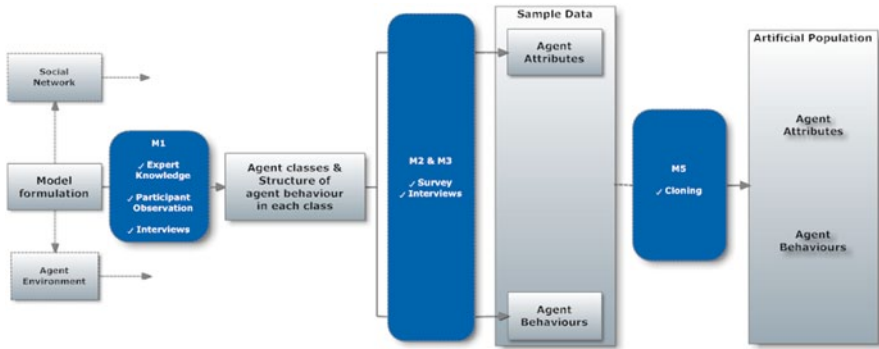 Social
Network
Model
formulation
Agent
Environment
M1
✓ Expert
Knowledge
✓ Participant
Observation
✓ Interviews
Agent classes &
Structure of
agent behaviour
in each class
M2 & M3
✓ Survey
✓ Interviews
Sample Data
Agent
Attributes
Agent
Behaviours
M5
✓ Cloning
Artificial Population
Agent
Attributes
Agent
Behaviours